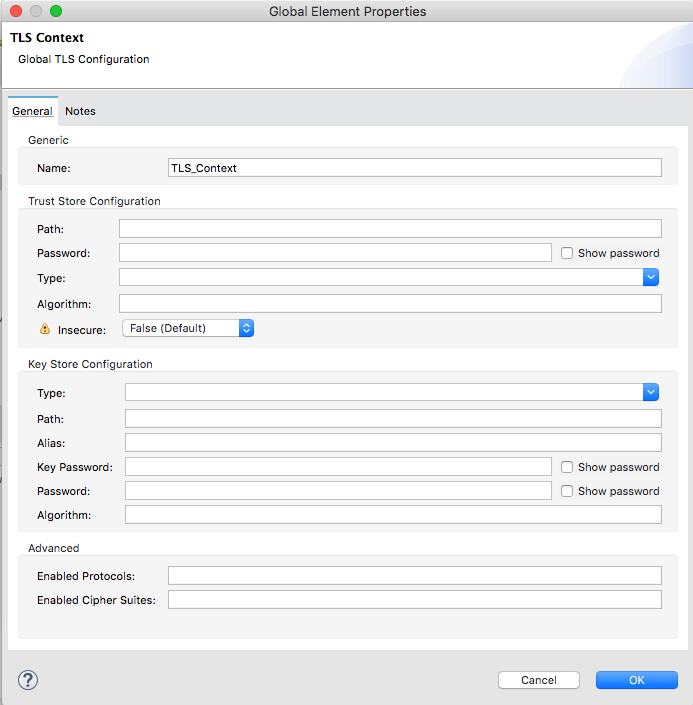 Global Element Properties
TLS Context
Global TLS Configuration
General Notes
Generic
Name: TLS_Context
Trust Store Configuration
Path:
Password: Show password
Type:
Algorithm:
Insecure: False (Default)
Key Store Configuration
Type:
Path:
Alias:
Key Password: Show password
Password: Show password
Algorithm:
Advanced
Enabled Protocols:
Enabled Cipher Suites:
? Cancel OK